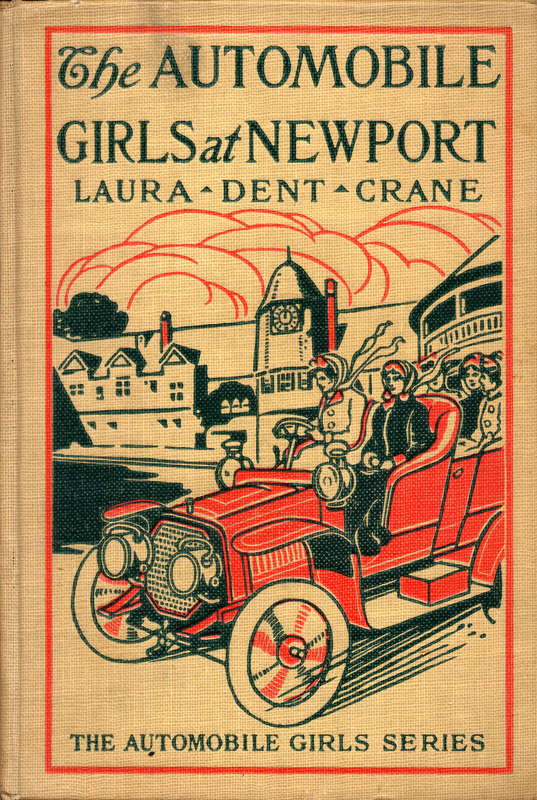 The AUTOMOBILE
GIRLS at NEWPORT
LAURA DENT CRANE
THE AUTOMOBILE GIRLS SERIES